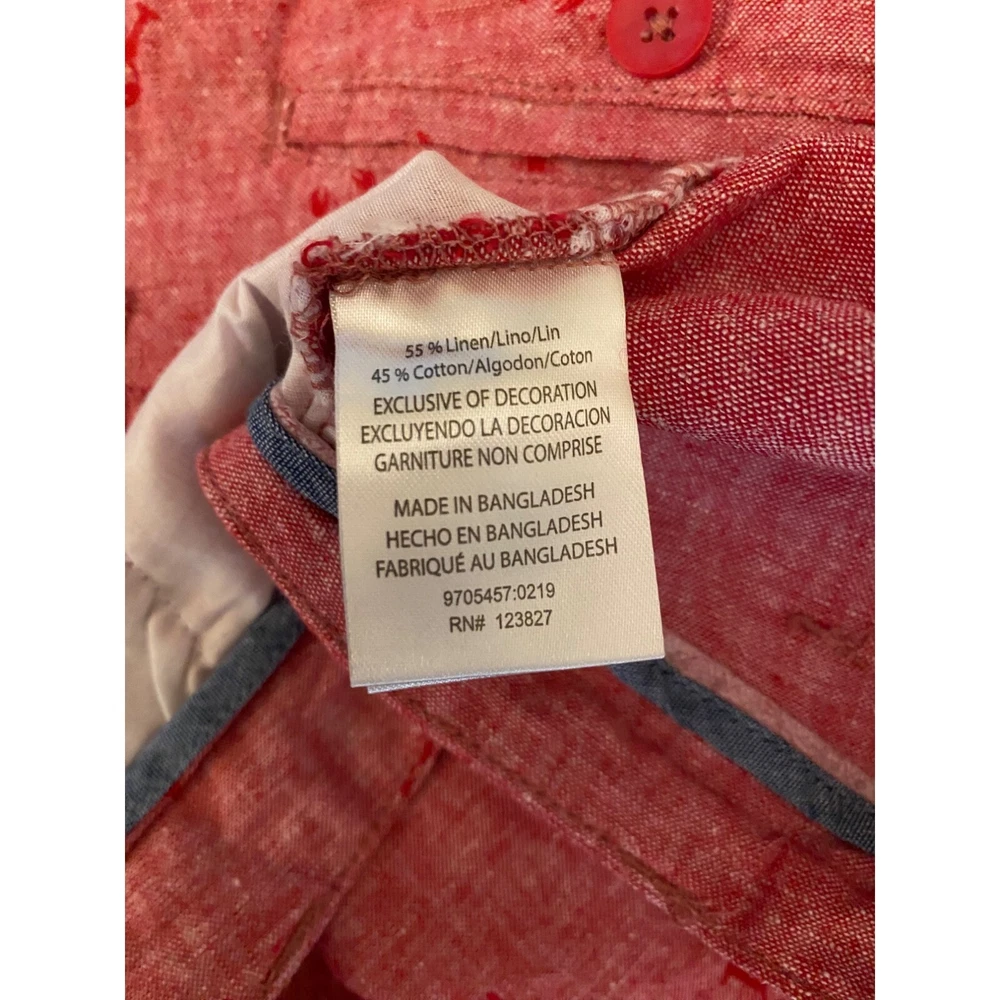 55 % Linen/Lino/Lin
45 % Cotton/Algodon/Coton
EXCLUSIVE OF DECORATION
EXCLUYENDO LA DECORACION
GARNITURE NON COMPRISE
MADE IN BANGLADESH
HECHO EN BANGLADESH
FABRIQUÉ AU BANGLADESH
9705457:0219
RN# 123827